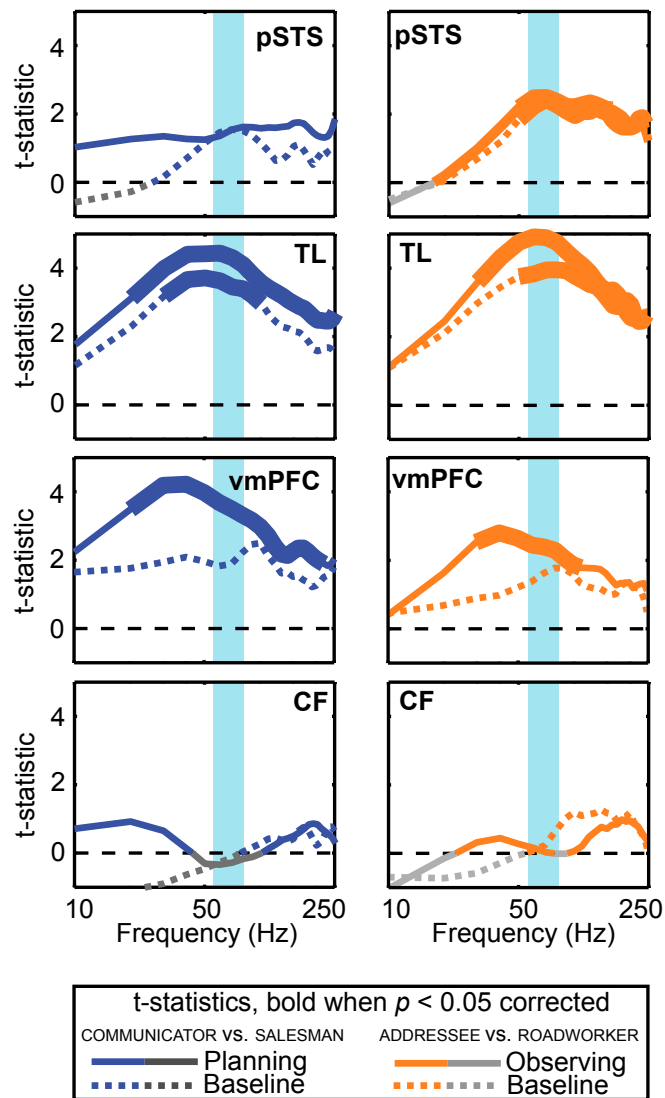 pSTS
pSTS
4
2
0
t-statistic
TL
TL
4
2
0
t-statistic
vmPFC
vmPFC
4
2
0
t-statistic
CF
CF
4
2
0
t-statistic
10 50 250
10 50 250
Frequency (Hz)
Frequency (Hz)
t-statistics, bold when p < 0.05 corrected
COMMUNICATOR VS. SALESMAN
ADDRESSEE VS. ROADWORKER
Planning
Observing
Baseline
Baseline